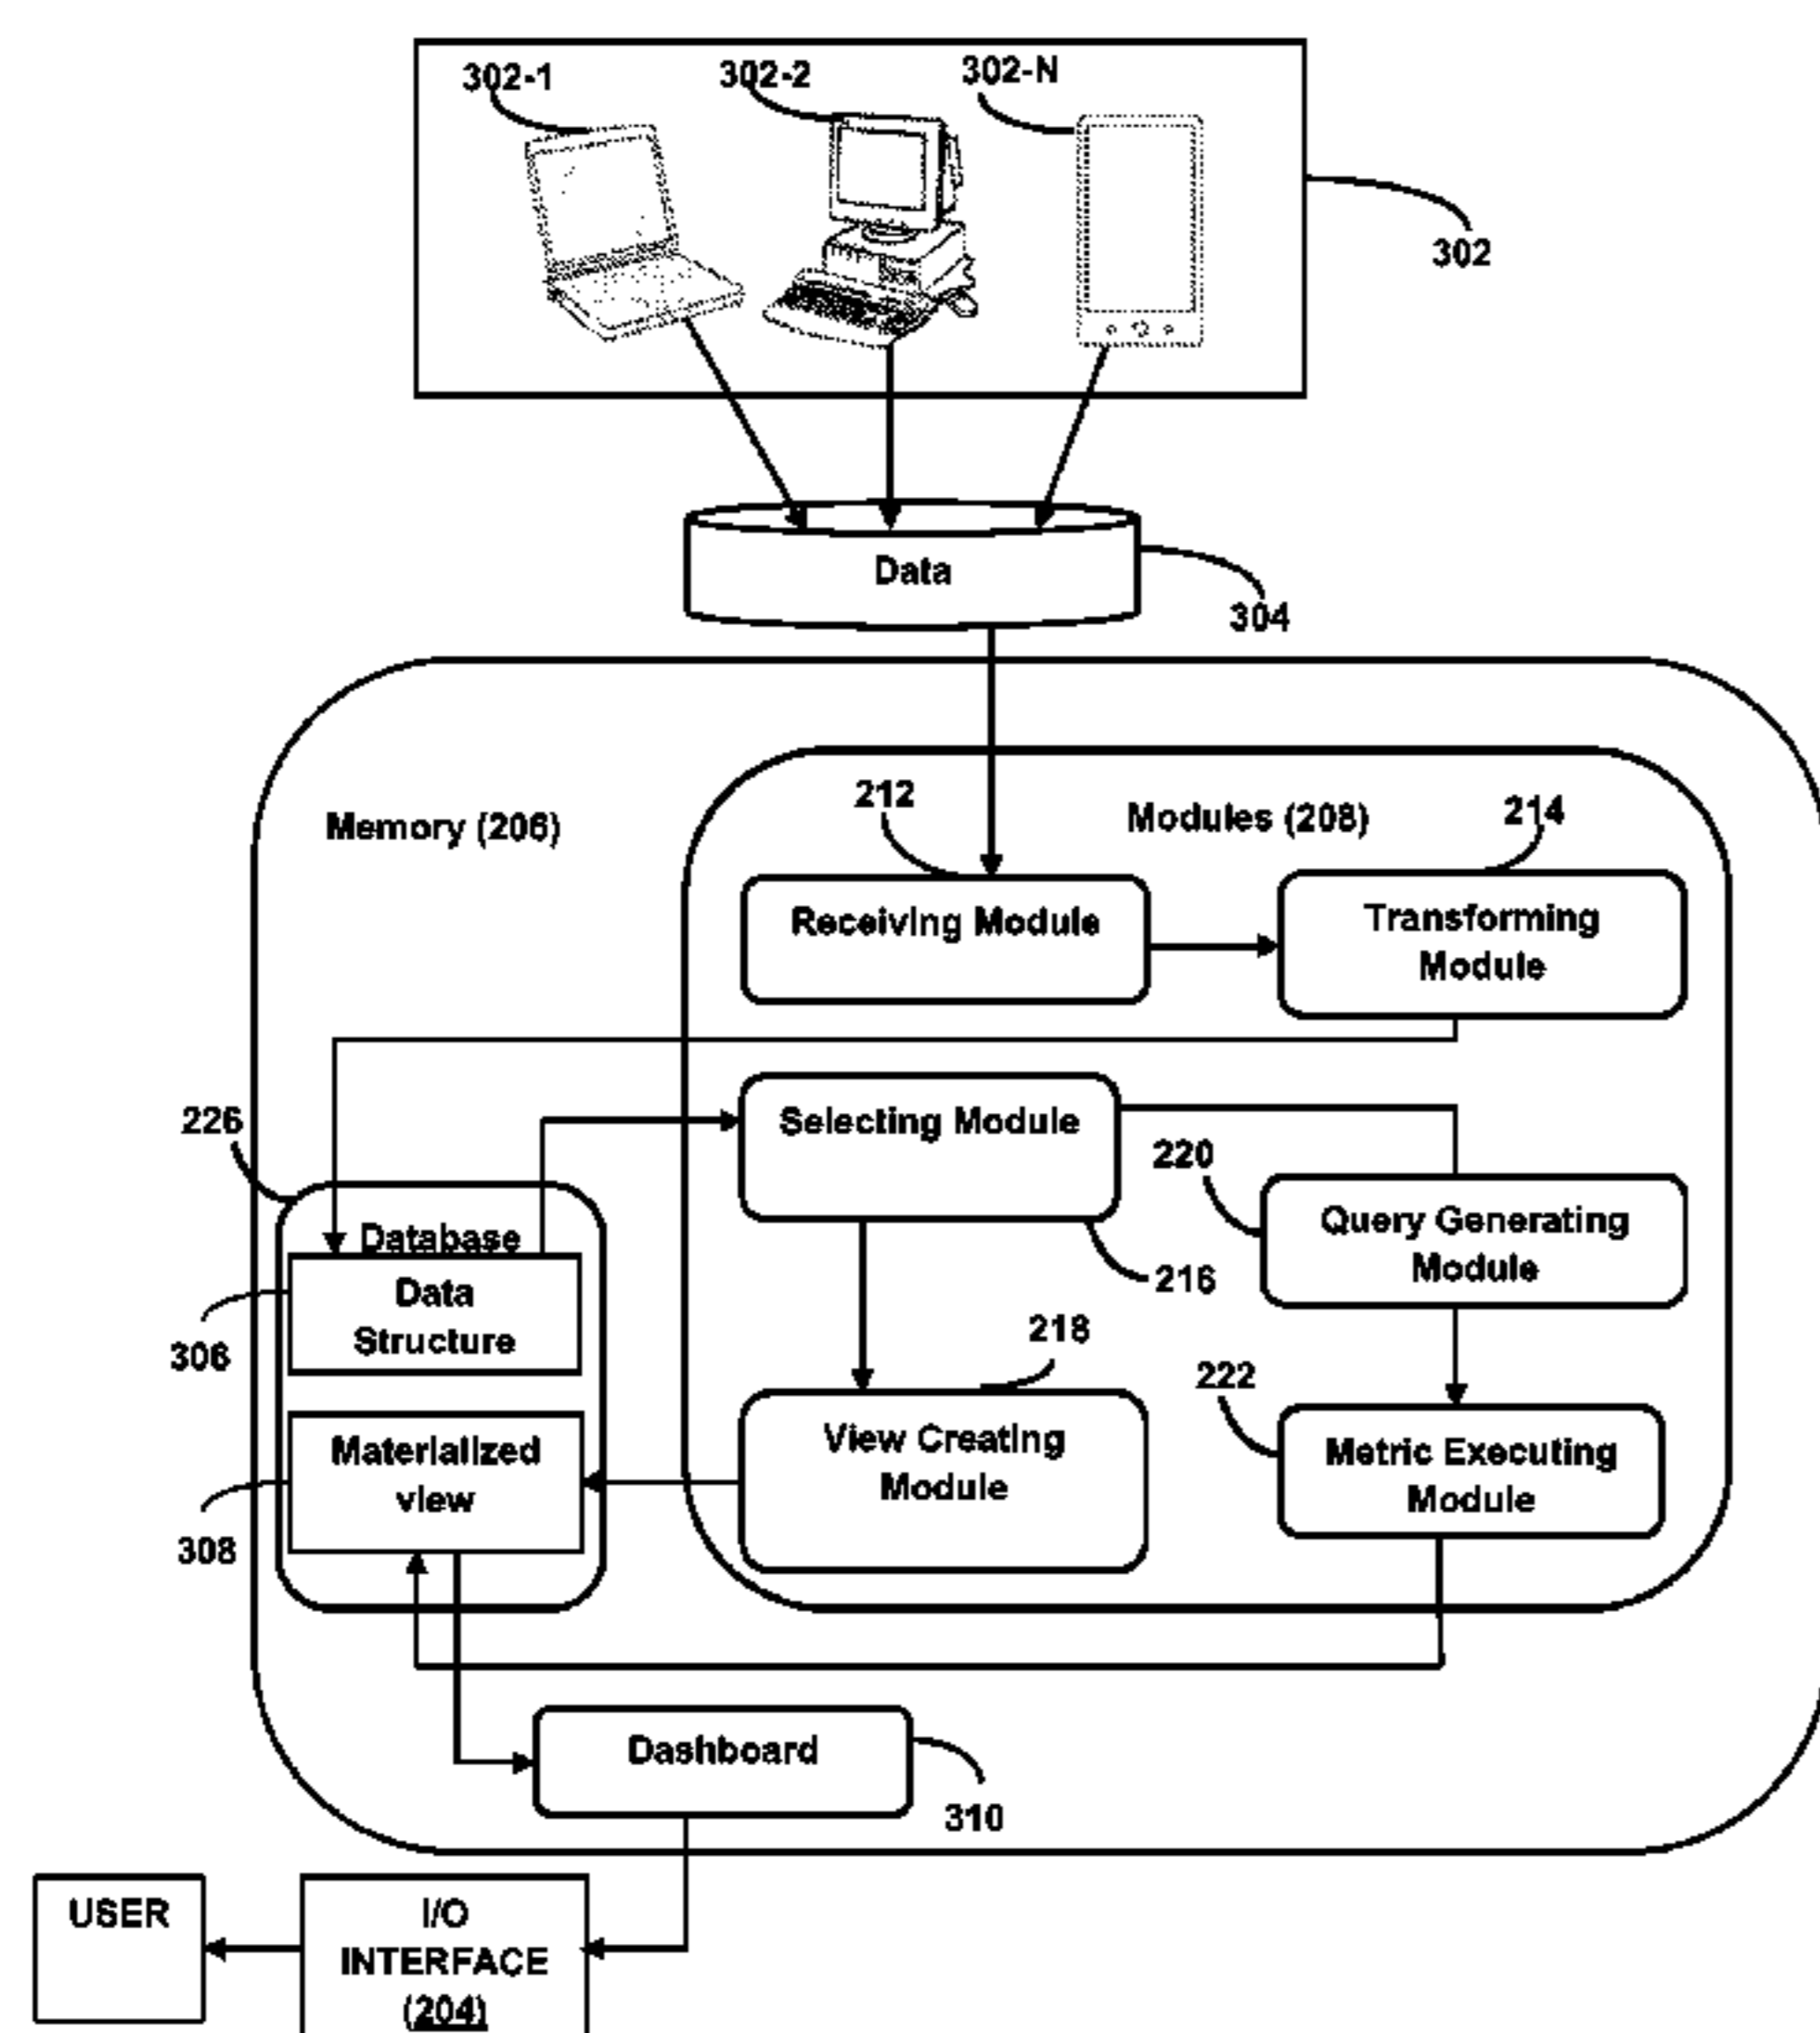 302-1
302-2
302-N
302
Data
304
Memory (206)
212
Modules (208)
214
Receiving Module
Transforming
Module
226
Selecting Module
220
Database
Query Generating
Module
Data
Structure
216
306
218
222
Materialized
view
View Creating
Module
Metric Executing
Module
308
Dashboard
310
USER
I/O
INTERFACE
(204)